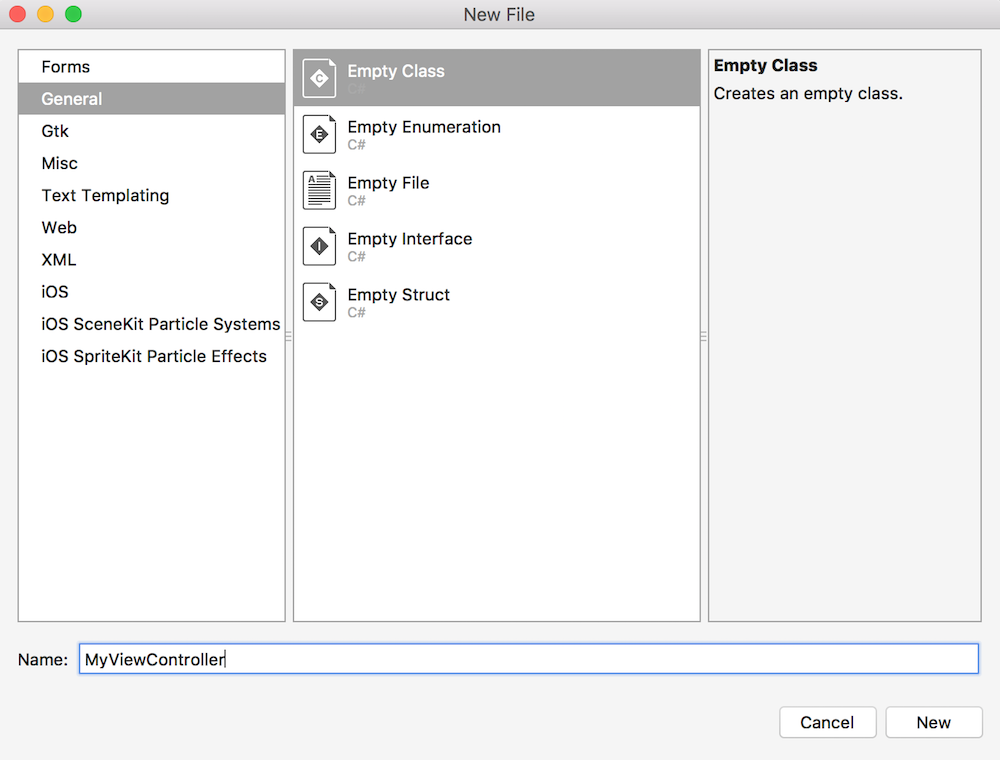 New File
Forms
General
Gtk
Misc
Text Templating
Web
XML
iOS
iOS SceneKit Particle Systems
iOS SpriteKit Particle Effects
C
Empty Class
C#
E
Empty Enumeration
C#
A
Empty File
C#
I
Empty Interface
C#
S
Empty Struct
C#
Empty Class
Creates an empty class.
Name: MyViewController
Cancel New